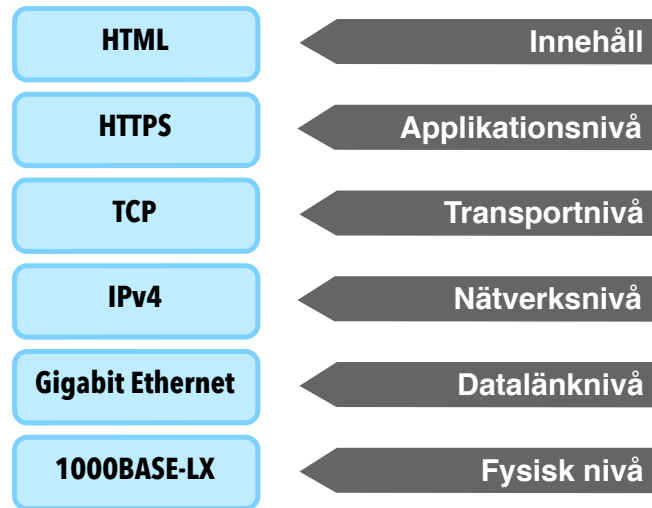 HTML
Innehåll
HTTPS
Applikationsnivå
TCP
Transportnivå
IPv4
Nätverksnivå
Gigabit Ethernet
Datalänknivå
1000BASE-LX
Fysisk nivå